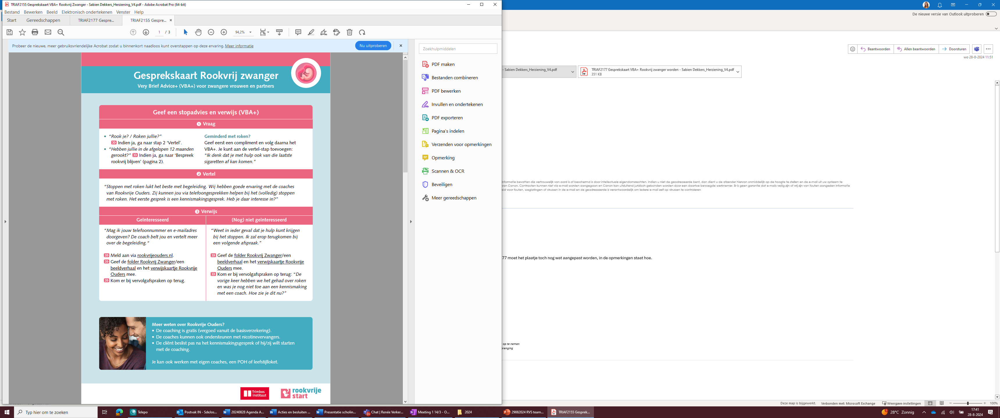 TRIAF2155 Gesprekskaart VBA+ Rookvrij Zwanger - Sabien Dekkers_Herziening_V4.pdf - Adobe Acrobat Pro (64-bit)
Bestand Bewerken Beeld Elektronisch ondertekenen Venster Help
Start Gereedschappen TRIAF2177 Gespre... TRIAF2155 Gespre...
1 / 3 94,2%
Probeer de nieuwe, meer gebruiksvriendelijke Acrobat zodat u binnenkort naadloos kunt overstappen op deze ervaring. Meer informatie
Nu uitproberen
Gesprekskaart Rookvrij zwanger
Very Brief Advice+ (VBA+) voor zwangere vrouwen en partners
Geef een stopadvies en verwijs (VBA+)
1 Vraag
• “Rook je? / Roken jullie?”
Indien ja, ga naar stap 2 ‘Vertel’.
• “Hebben jullie in de afgelopen 12 maanden
gerookt?” Indien ja, ga naar ‘Bespreek
rookvrij blijven’ (pagina 2).
Geminderd met roken?
Geef eerst een compliment en volg daarna het
VBA+. Je kunt aan de vertel-stap toevoegen:
“Ik denk dat je met hulp ook van die laatste
sigaretten af kan komen.”
2 Vertel
“Stoppen met roken lukt het beste met begeleiding. Wij hebben goede ervaring met de coaches
van Rookvrije Ouders. Zij kunnen jou via telefoongesprekken helpen bij het (volledig) stoppen
met roken. Het eerste gesprek is een kennismakingsgesprek. Heb je daar interesse in?”
3 Verwijs
Geïnteresseerd
“Mag ik jouw telefoonnummer en e-mailadres
doorgeven? De coach belt jou en vertelt meer
over de begeleiding.“
Meld aan via rookvrijeouders.nl.
Geef de folder Rookvrij Zwanger/een
beeldverhaal en het verwijskaartje Rookvrije
Ouders mee.
Kom er bij vervolgafspraken op terug.
(Nog) niet geïnteresseerd
“Weet in ieder geval dat je hulp kunt krijgen
bij het stoppen. Ik zal erop terugkomen bij
een volgende afspraak.”
Geef de folder Rookvrij Zwanger/een
beeldverhaal en het verwijskaartje Rookvrije
Ouders mee.
Kom er bij vervolgafspraken op terug: “De
vorige keer hebben we het gehad over roken
en was je nog niet toe aan een kennismaking
met een coach. Hoe zie je dit nu?”
Meer weten over Rookvrije Ouders?
• De coaching is gratis (vergoed vanuit de basisverzekering).
• De coaches kunnen ook ondersteunen met nicotinevervangers.
• De cliënt beslist pas na het kennismakingsgesprek of hij/zij wilt starten
met de coaching.
Je kan ook werken met eigen coaches, een POH of leefstijlloket.
Trimbos
instituut
rookvrije
start
Zoekhulpmiddelen
PDF maken
Bestanden combineren
PDF bewerken
Invullen en ondertekenen
PDF exporteren
Pagina's indelen
Verzenden voor opmerkingen
Opmerking
Scannen & OCR
Beveiligen
Meer gereedschappen
De nieuwe versie van Outlook uitproberen
Beantwoorden Allen beantwoorden Doorsturen
wo 28-8-2024 11:51
- Sabien Dekkers_Herziening_V4.pdf
TRIAF2177 Gesprekskaart VBA+ Rookvrij zwanger worden - Sabien Dekkers_Herziening_V4.pdf
351 KB
informatie bevatten die vertrouwelijk van aard is of beschermd is door intellectuele eigendomsrechten. Indien u niet de geadresseerde bent, dan dient u de afzender hiervan onmiddellijk op de hoogte te stellen en de e-mail uit uw systeem te
van Canon. Contracten kunnen niet via e-mail worden aangegaan en Canon kan uitsluitend juridisch gebonden worden door een daartoe bevoegde werknemer. Er is geen garantie dat e-mails veilig zijn of vrij zijn van fouten aangezien informatie
eid voor fouten, weglatingen of virussen in de e-mail en de geadresseerde is verantwoordelijk om iedere e-mail zelf op virussen te controleren
77 moet het plaatje toch nog wat aangepast worden, in de opmerkingen staat hoe.
op te nemen
Deze map is bijgewerkt. Verbonden met: Microsoft Exchange Weergave-instellingen 100%
Typ hier om te zoeken
Telepo
Postvak IN - SdeJos...
20240828 Agenda A...
Acties en besluiten ...
Presentatie scholin...
9+ Chat | Renée Verker...
Meeting 1 14/3 - O...
2024
29082024 RVS team...
TRIAF2155 Gesprek...
28°C Zonnig
17:41
28-8-2024